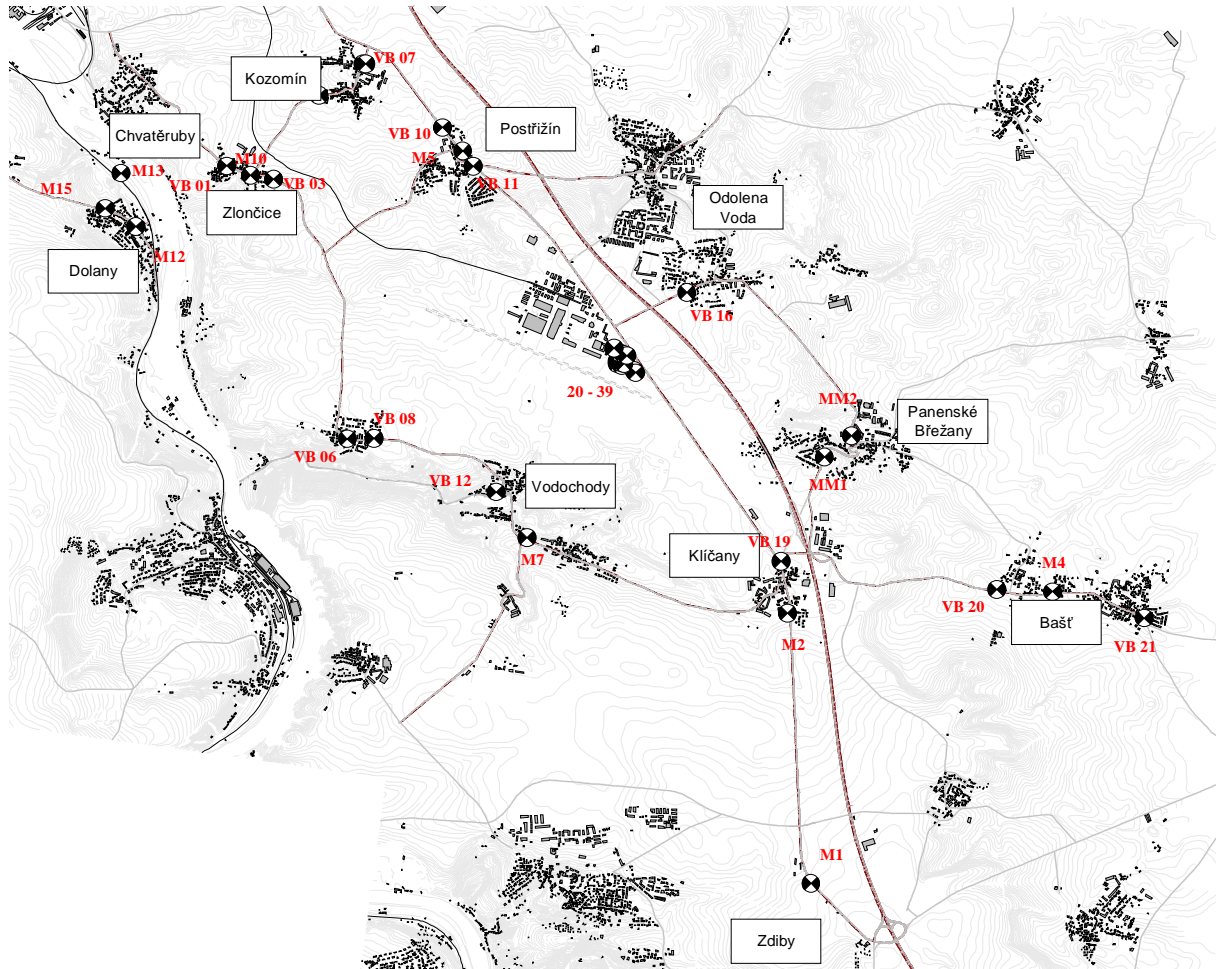 VB 07
Kozomín
VB 10
Postřižín
Chvatěruby
M5
M10
M13
VB 01
VB 03
VB 11
M15
Zlončice
Odolena
Voda
Dolany
M12
VB 16
20 - 39
MM2
Panenské
Břežany
VB 08
VB 06
MM1
VB 12
Vodochody
M7
VB 19
Klíčany
M4
VB 20
M2
Bašť
VB 21
M1
Zdiby